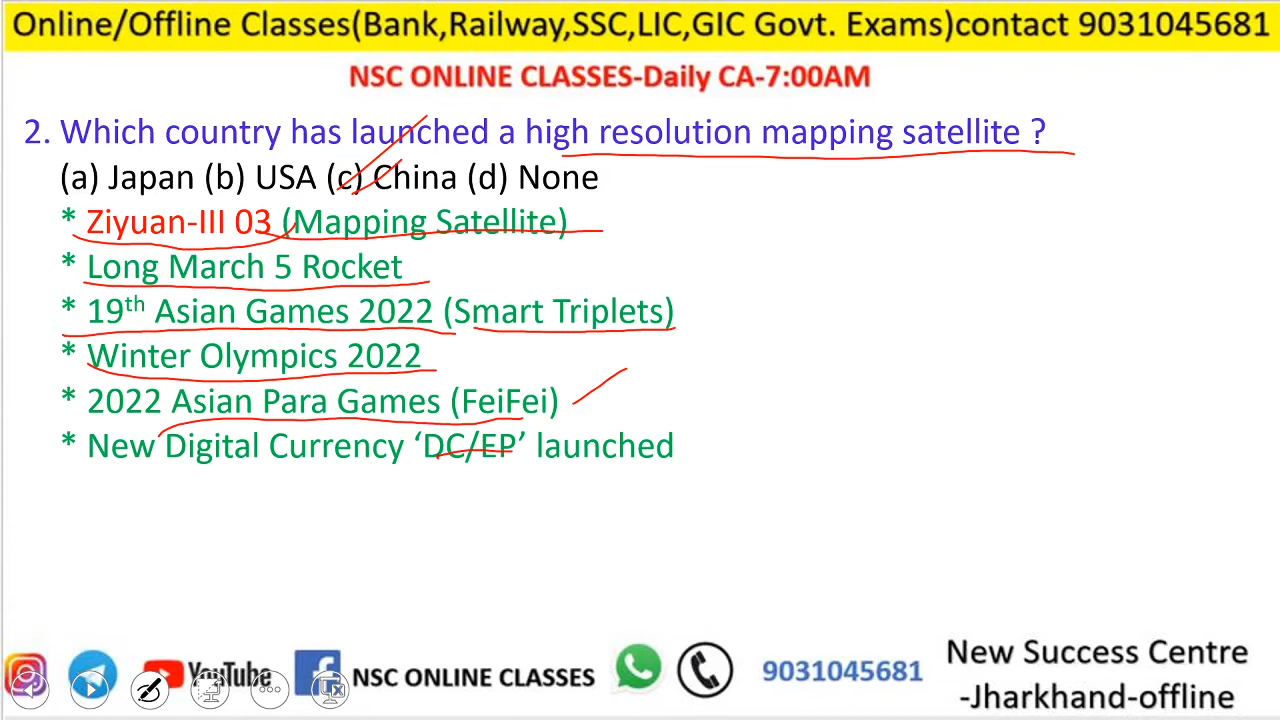 Online/Offline Classes(Bank,Railway,SSC,LIC,GIC Govt. Exams)contact 9031045681
NSC ONLINE CLASSES-Daily CA-7:00AM
2. Which country has launched a high resolution mapping satellite ?
(a) Japan (b) USA (c) China (d) None
* Ziyuan-III 03 (Mapping Satellite)
* Long March 5 Rocket
* 19th Asian Games 2022 (Smart Triplets)
* Winter Olympics 2022
* 2022 Asian Para Games (FeiFei)
* New Digital Currency ‘DC/EP’ launched
YouTube NSC ONLINE CLASSES 9031045681
New Success Centre
-Jharkhand-offline